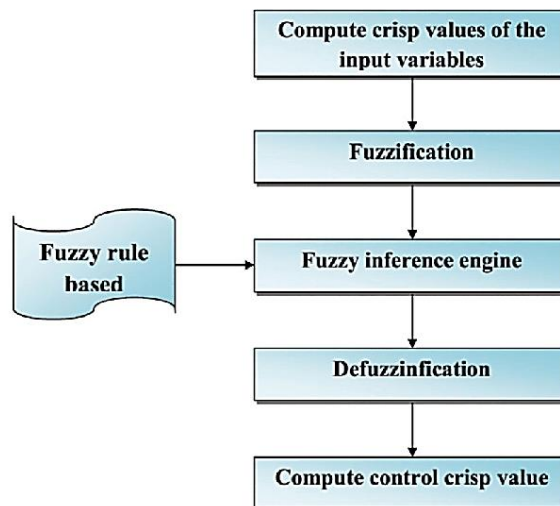 Compute crisp values of the
input variables
Fuzzification
Fuzzy rule
based
Fuzzy inference engine
Defuzzinfication
Compute control crisp value